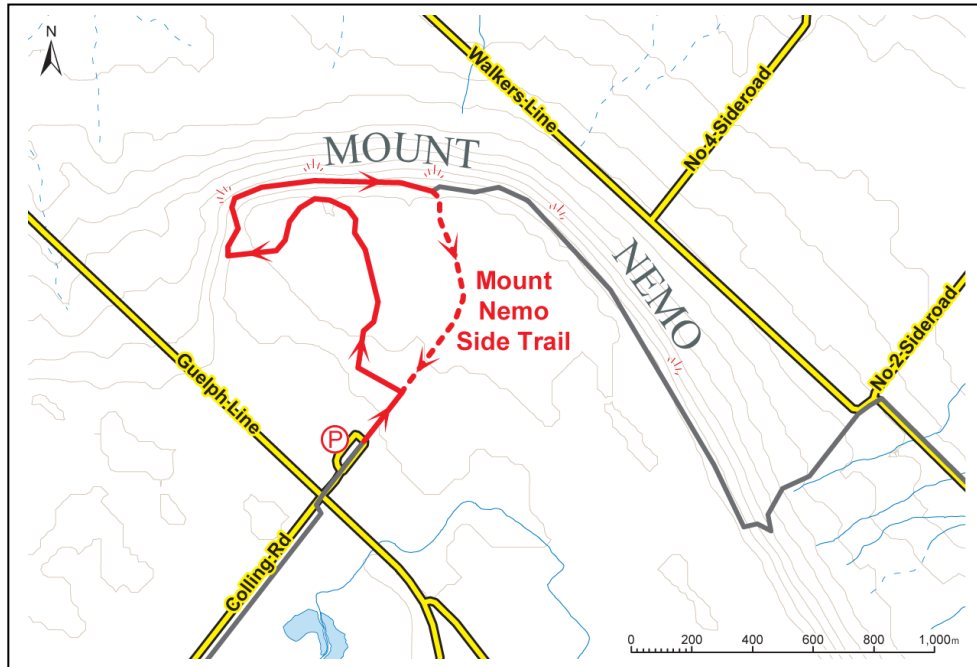 N
Walkers Line
No 4 Sideroad
MOUNT
NEMO
Mount
Nemo
Side Trail
No 2 Sideroad
Guelph Line
P
Colling Rd
0 200 400 600 800 1,000m